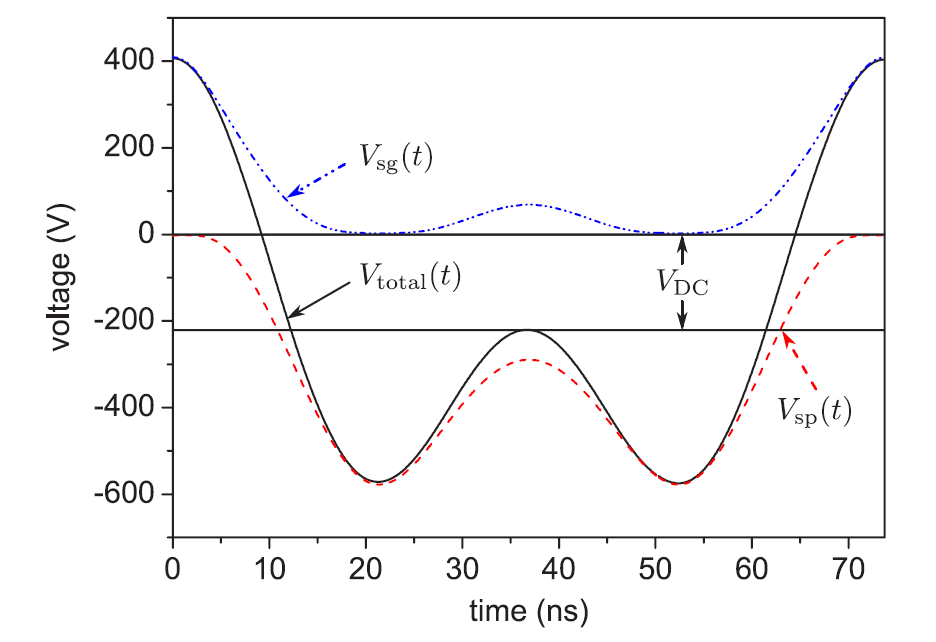 400
200
0
-200
-400
-600
voltage (V)
V_sg(t)
V_total(t)
V_DC
V_sp(t)
0 10 20 30 40 50 60 70
time (ns)